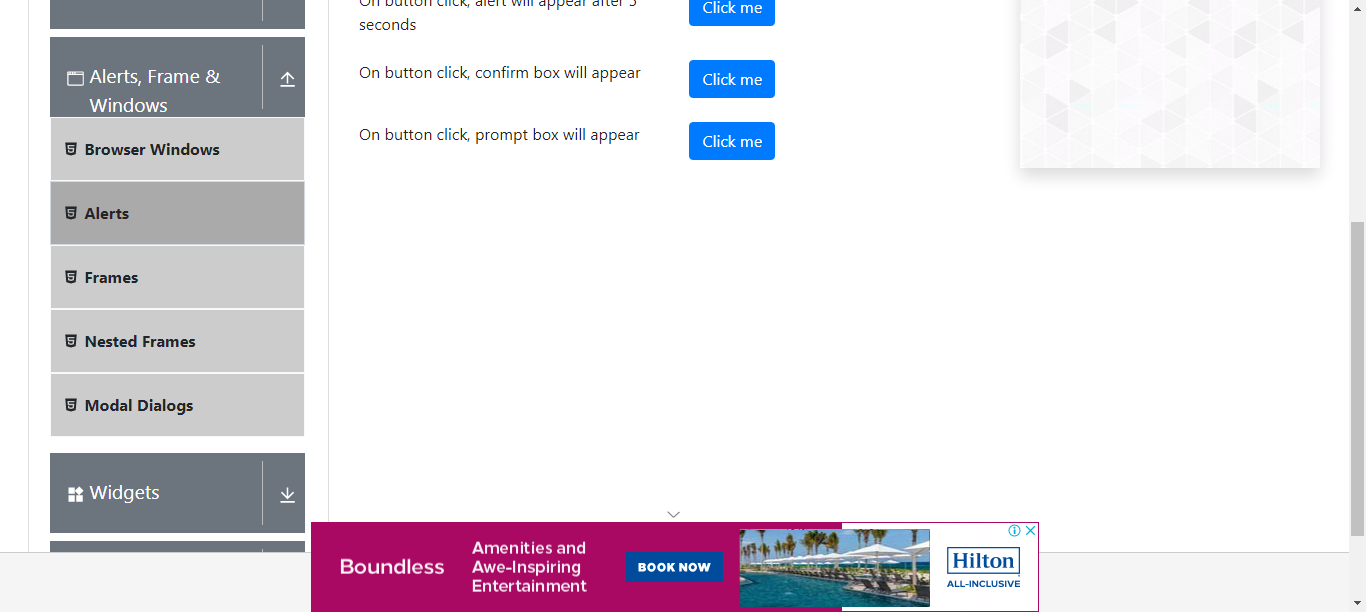 On button click, alert will appear after 5
seconds
Click me
On button click, confirm box will appear
Click me
On button click, prompt box will appear
Click me
Alerts, Frame &
Windows
Browser Windows
Alerts
Frames
Nested Frames
Modal Dialogs
Widgets
Boundless
Amenities and
Awe-Inspiring
Entertainment
BOOK NOW
Hilton
ALL-INCLUSIVE